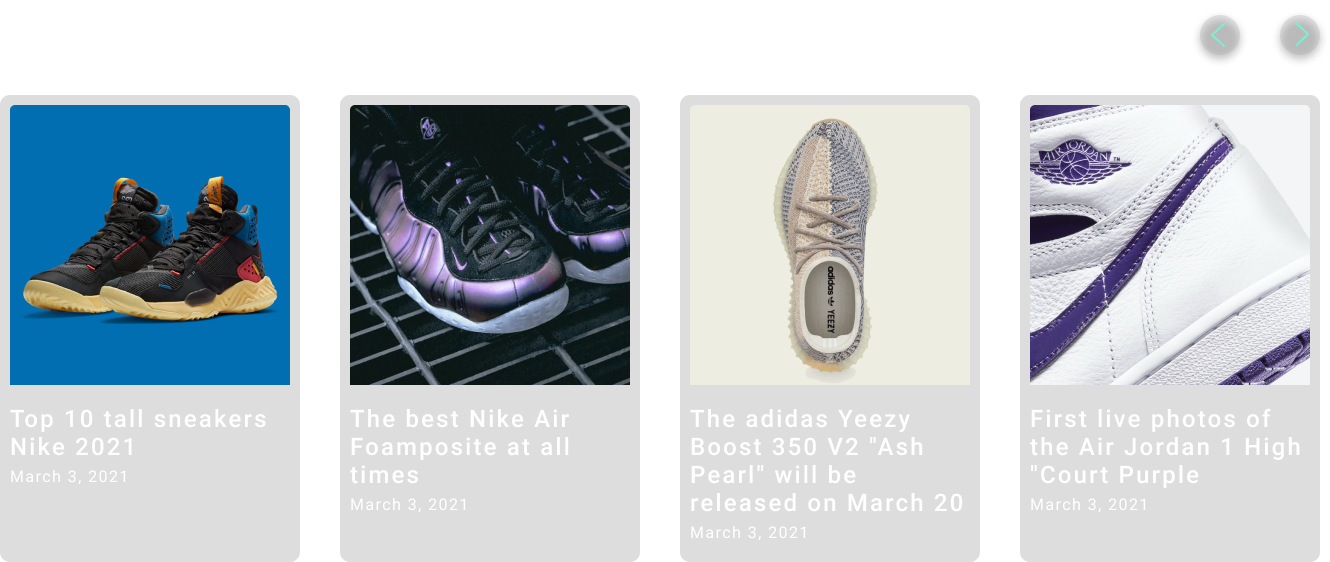 AIR JORDAN
TM
adidas
YEEZY
Top 10 tall sneakers
Nike 2021
March 3, 2021
The best Nike Air
Foamposite at all
times
March 3, 2021
The adidas Yeezy
Boost 350 V2 "Ash
Pearl" will be
released on March 20
March 3, 2021
First live photos of
the Air Jordan 1 High
"Court Purple
March 3, 2021